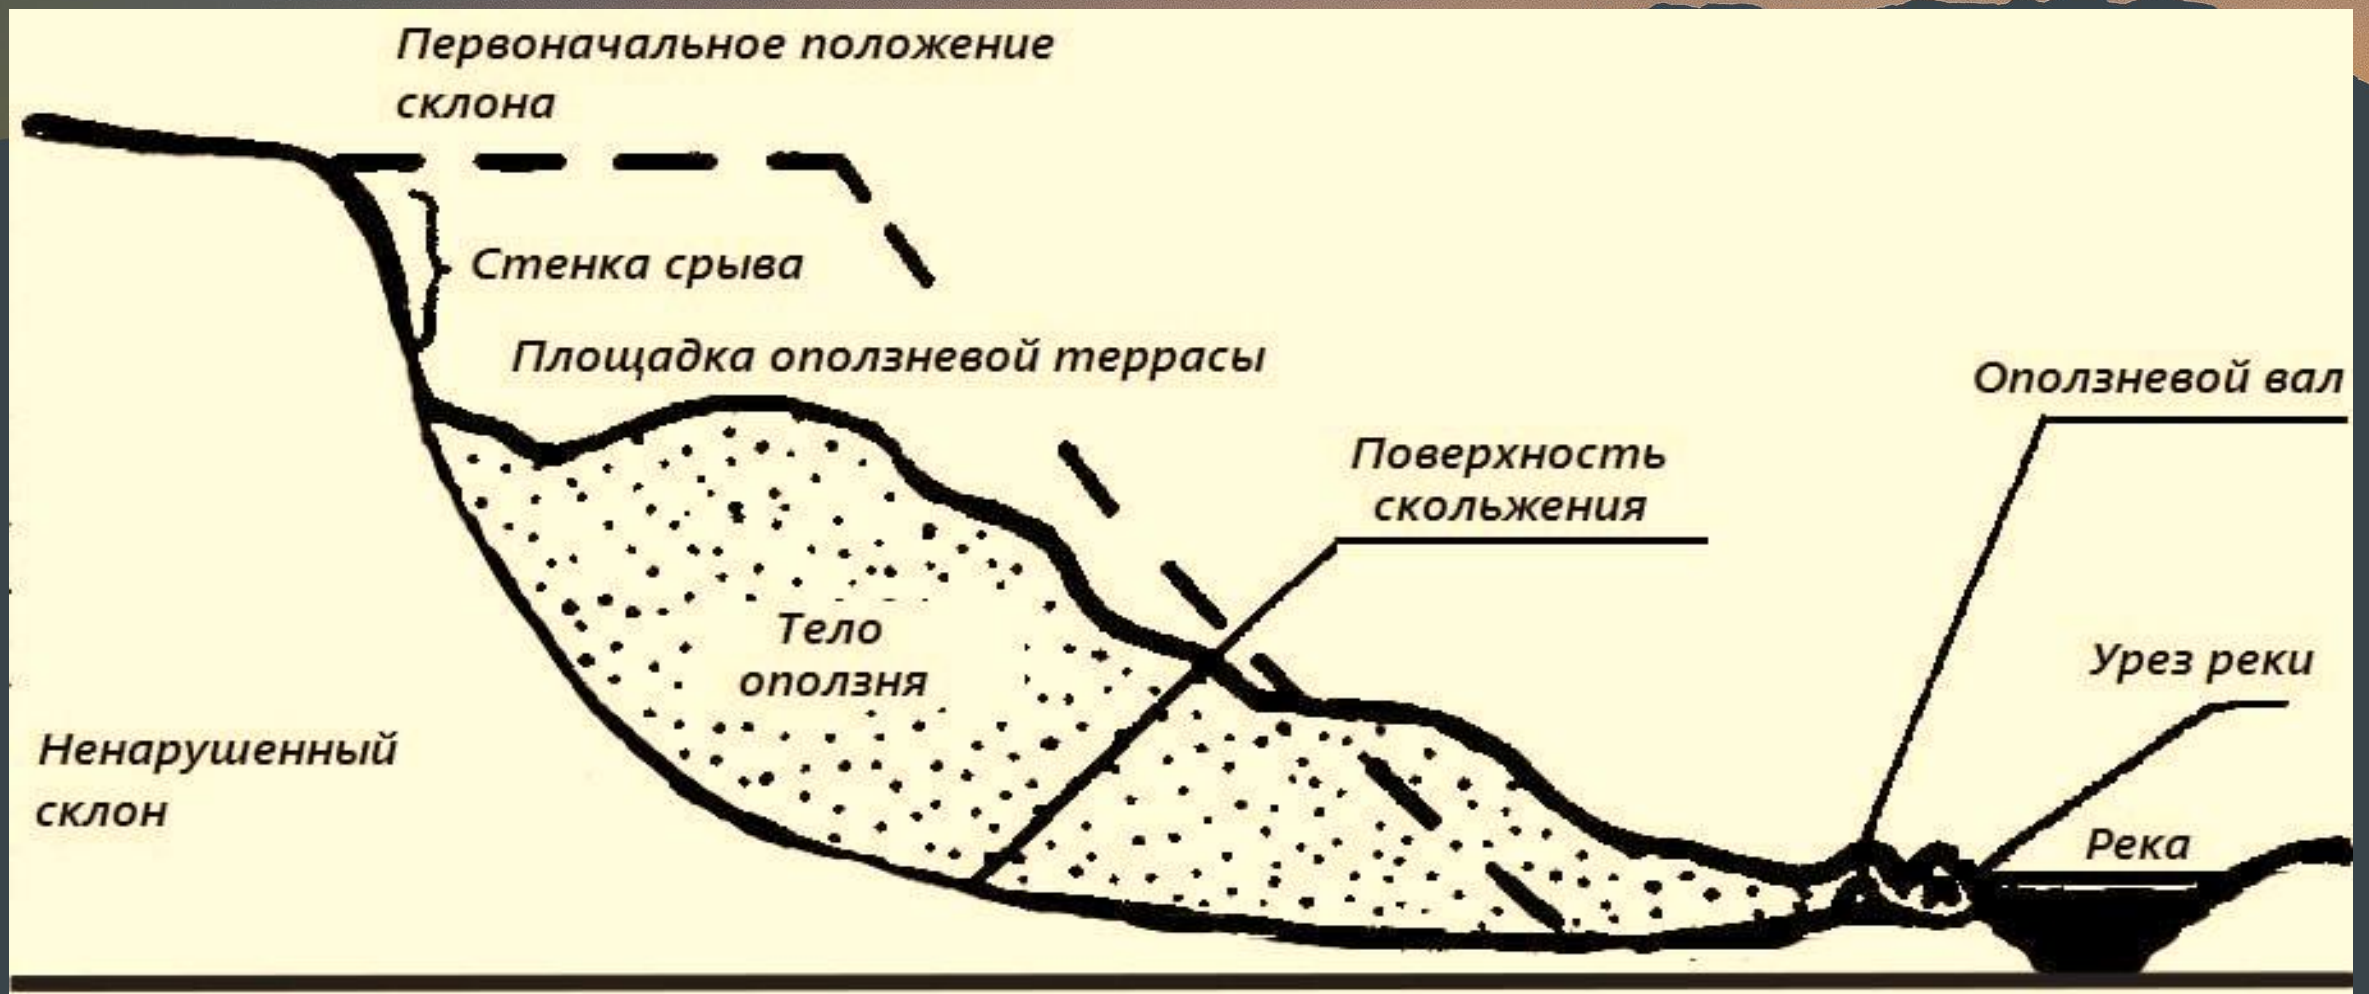 Первоначальное положение
склона
Стенка срыва
Площадка оползневой террасы
Оползневой вал
Поверхность
скольжения
Тело
оползня
Урез реки
Ненарушенный
склон
Река